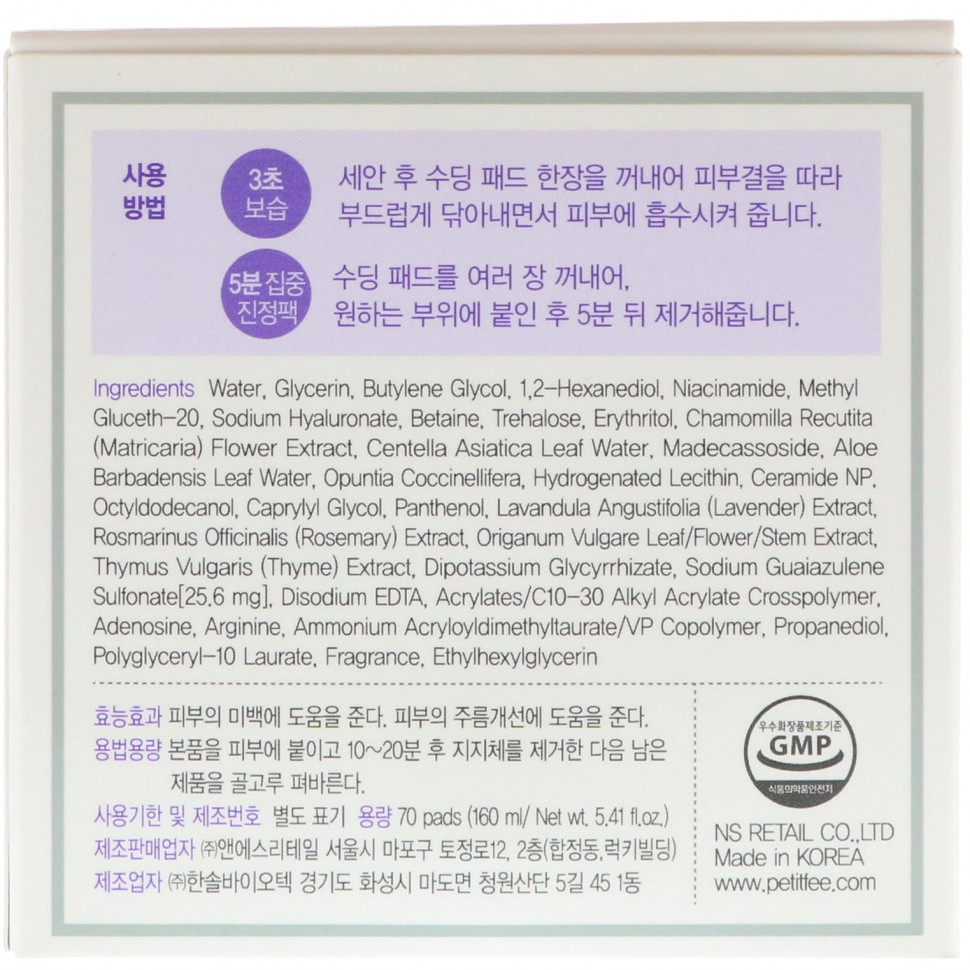 사용
방법
3초
보습
세안 후 수딩 패드 한장을 꺼내어 피부결을 따라
부드럽게 닦아내면서 피부에 흡수시켜 줍니다.
5분 집중
진정팩
수딩 패드를 여러 장 꺼내어,
원하는 부위에 붙인 후 5분 뒤 제거해줍니다.
Ingredients Water, Glycerin, Butylene Glycol, 1,2-Hexanediol, Niacinamide, Methyl
Gluceth-20, Sodium Hyaluronate, Betaine, Trehalose, Erythritol, Chamomilla Recutita
(Matricaria) Flower Extract, Centella Asiatica Leaf Water, Madecassoside, Aloe
Barbadensis Leaf Water, Opuntia Coccinellifera, Hydrogenated Lecithin, Ceramide NP,
Octyldodecanol, Caprylyl Glycol, Panthenol, Lavandula Angustifolia (Lavender) Extract,
Rosmarinus Officinalis (Rosemary) Extract, Origanum Vulgare Leaf/Flower/Stem Extract,
Thymus Vulgaris (Thyme) Extract, Dipotassium Glycyrrhizate, Sodium Guaiazulene
Sulfonate[25.6 mg], Disodium EDTA, Acrylates/C10-30 Alkyl Acrylate Crosspolymer,
Adenosine, Arginine, Ammonium Acryloyldimethyltaurate/VP Copolymer, Propanediol,
Polyglyceryl-10 Laurate, Fragrance, Ethylhexylglycerin
효능효과 피부의 미백에 도움을 준다. 피부의 주름개선에 도움을 준다.
용법용량 본품을 피부에 붙이고 10~20분 후 지지체를 제거한 다음 남은
제품을 골고루 펴바른다.
사용기한 및 제조번호 별도 표기 용량 70 pads (160 ml/ Net wt. 5.41 fl.oz.)
제조판매업자 ㈜앤에스리테일 서울시 마포구 토정로12, 2층(합정동,럭키빌딩)
제조업자 ㈜한솔바이오텍 경기도 화성시 마도면 청원산단 5길 45 1동
우수화장품제조기준
GMP
식품의약품안전처
NS RETAIL CO.,LTD
Made in KOREA
www.petitfee.com